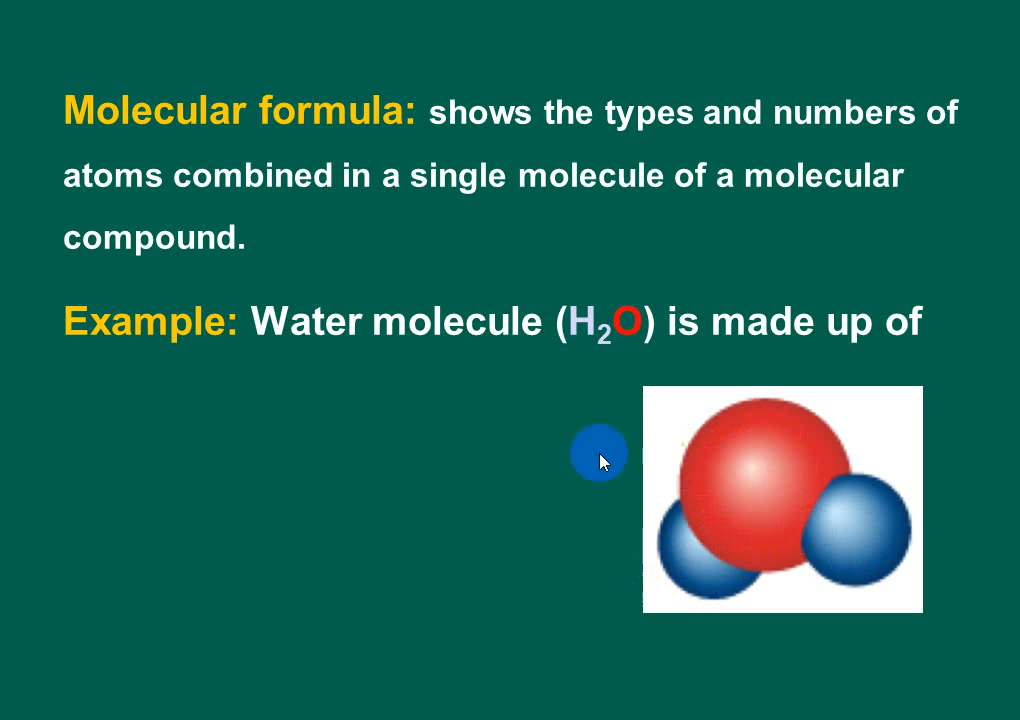 Molecular formula: shows the types and numbers of
atoms combined in a single molecule of a molecular
compound.
Example: Water molecule (H₂O) is made up of